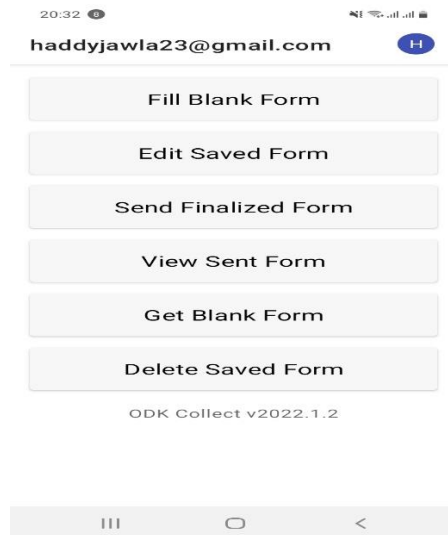 20:32 6
haddyjawla23@gmail.com H
Fill Blank Form
Edit Saved Form
Send Finalized Form
View Sent Form
Get Blank Form
Delete Saved Form
ODK Collect v2022.1.2